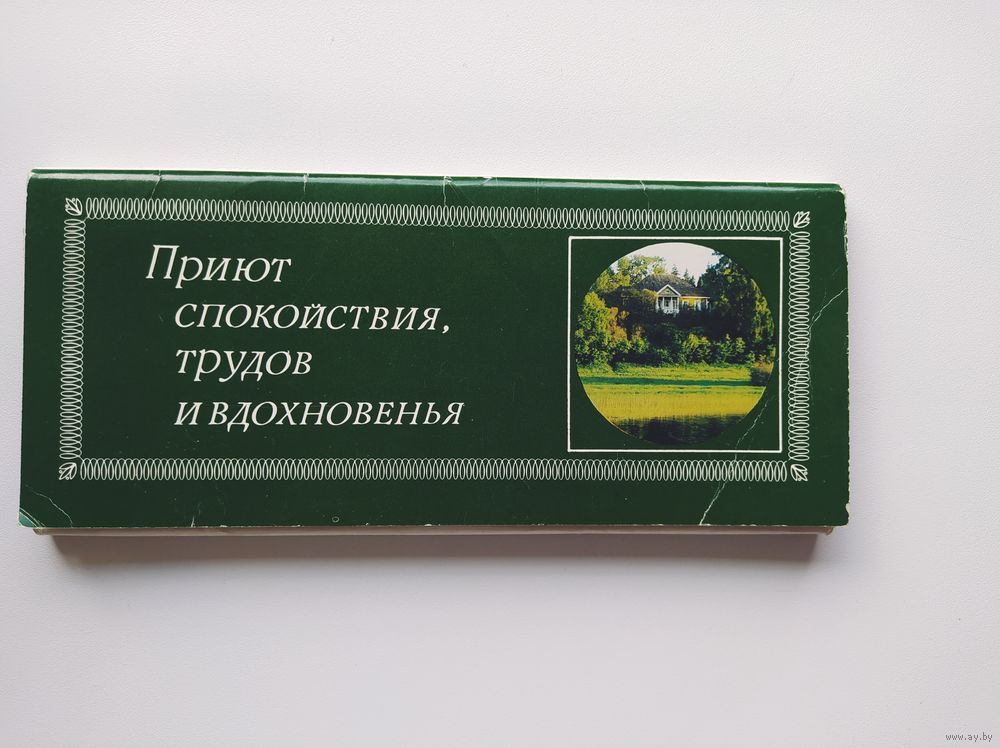 Приют
спокойствия,
трудов
и вдохновенья
www.ay.by